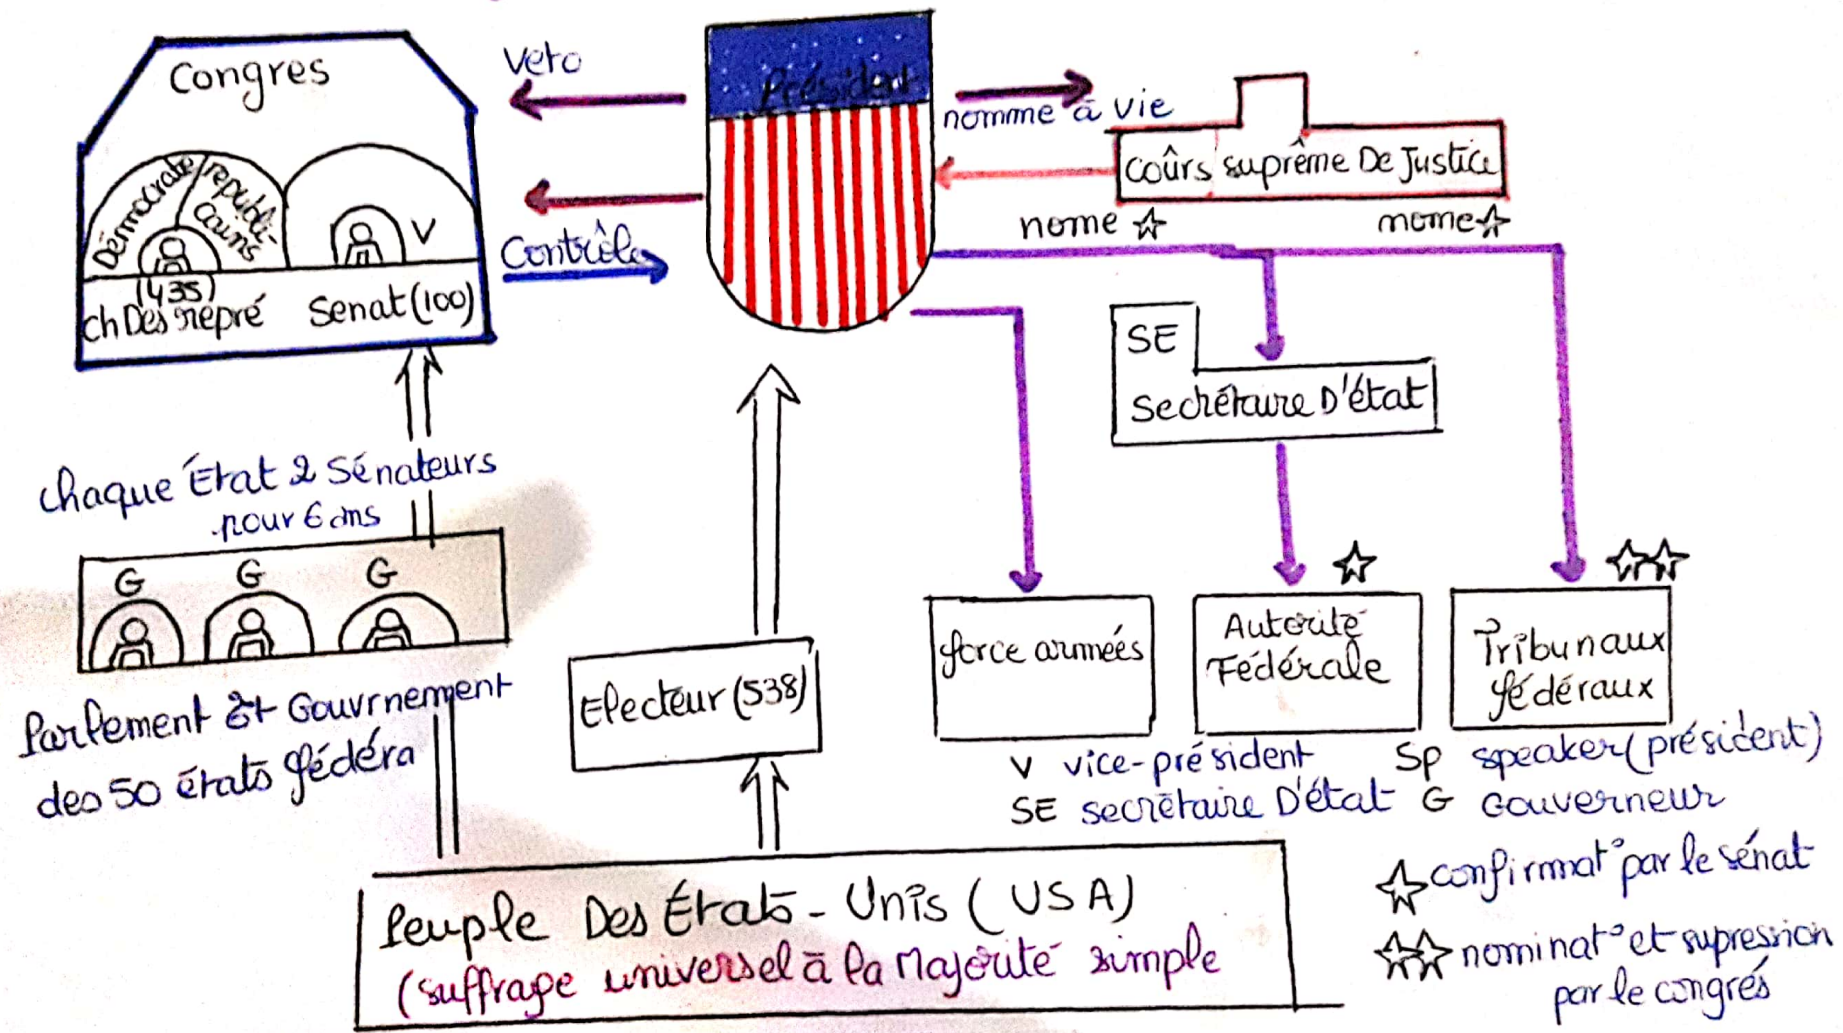 Congres
Démocrate
republi-
cains
V
(435)
ch Des repré
Senat (100)
Veto
Contrôle
Président
nomme à vie
Coûrs suprême De Justice
nome ☆
nome ☆
SE
Secrétaire D'état
chaque État 2 Sénateurs
pour 6 ans
G G G
Parlement Et Gouvrnement
des 50 états fédéra
Electeur (538)
force armées
☆
Autorité
Fédérale
☆☆
Tribunaux
fédéraux
V vice-président
Sp speaker (président)
SE secrétaire D'état
G Gouverneur
☆ confirmat° par le sénat
☆☆ nominat° et supression
par le congrés
Peuple Des États-Unis (USA)
(suffrage universel à la Majorité simple